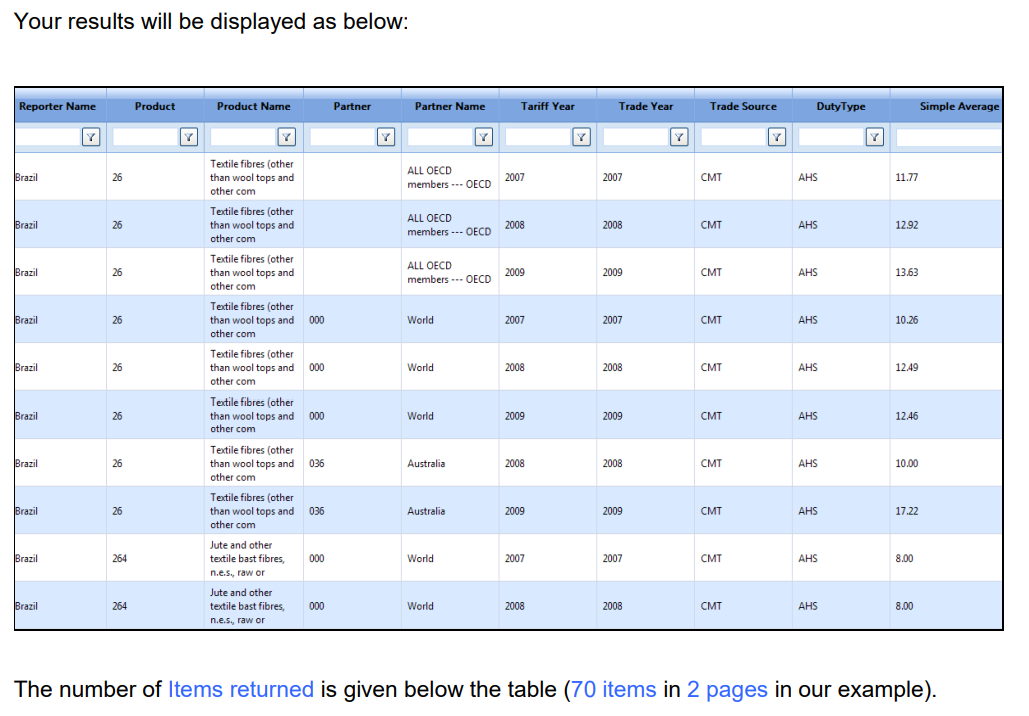 Your results will be displayed as below:
Reporter Name Product Product Name Partner Partner Name Tariff Year Trade Year Trade Source DutyType Simple Average
Textile fibres (other
Brazil 26 than wool tops and ALL OECD members --- OECD 2007 2007 CMT AHS 11.77
other com
Textile fibres (other
Brazil 26 than wool tops and ALL OECD members --- OECD 2008 2008 CMT AHS 12.92
other com
Textile fibres (other
Brazil 26 than wool tops and ALL OECD members --- OECD 2009 2009 CMT AHS 13.63
other com
Textile fibres (other
Brazil 26 than wool tops and 000 World 2007 2007 CMT AHS 10.26
other com
Textile fibres (other
Brazil 26 than wool tops and 000 World 2008 2008 CMT AHS 12.49
other com
Textile fibres (other
Brazil 26 than wool tops and 000 World 2009 2009 CMT AHS 12.46
other com
Textile fibres (other
Brazil 26 than wool tops and 036 Australia 2008 2008 CMT AHS 10.00
other com
Textile fibres (other
Brazil 26 than wool tops and 036 Australia 2009 2009 CMT AHS 17.22
other com
Jute and other
Brazil 264 textile bast fibres, 000 World 2007 2007 CMT AHS 8.00
n.e.s., raw or
Jute and other
Brazil 264 textile bast fibres, 000 World 2008 2008 CMT AHS 8.00
n.e.s., raw or
The number of Items returned is given below the table (70 items in 2 pages in our example).